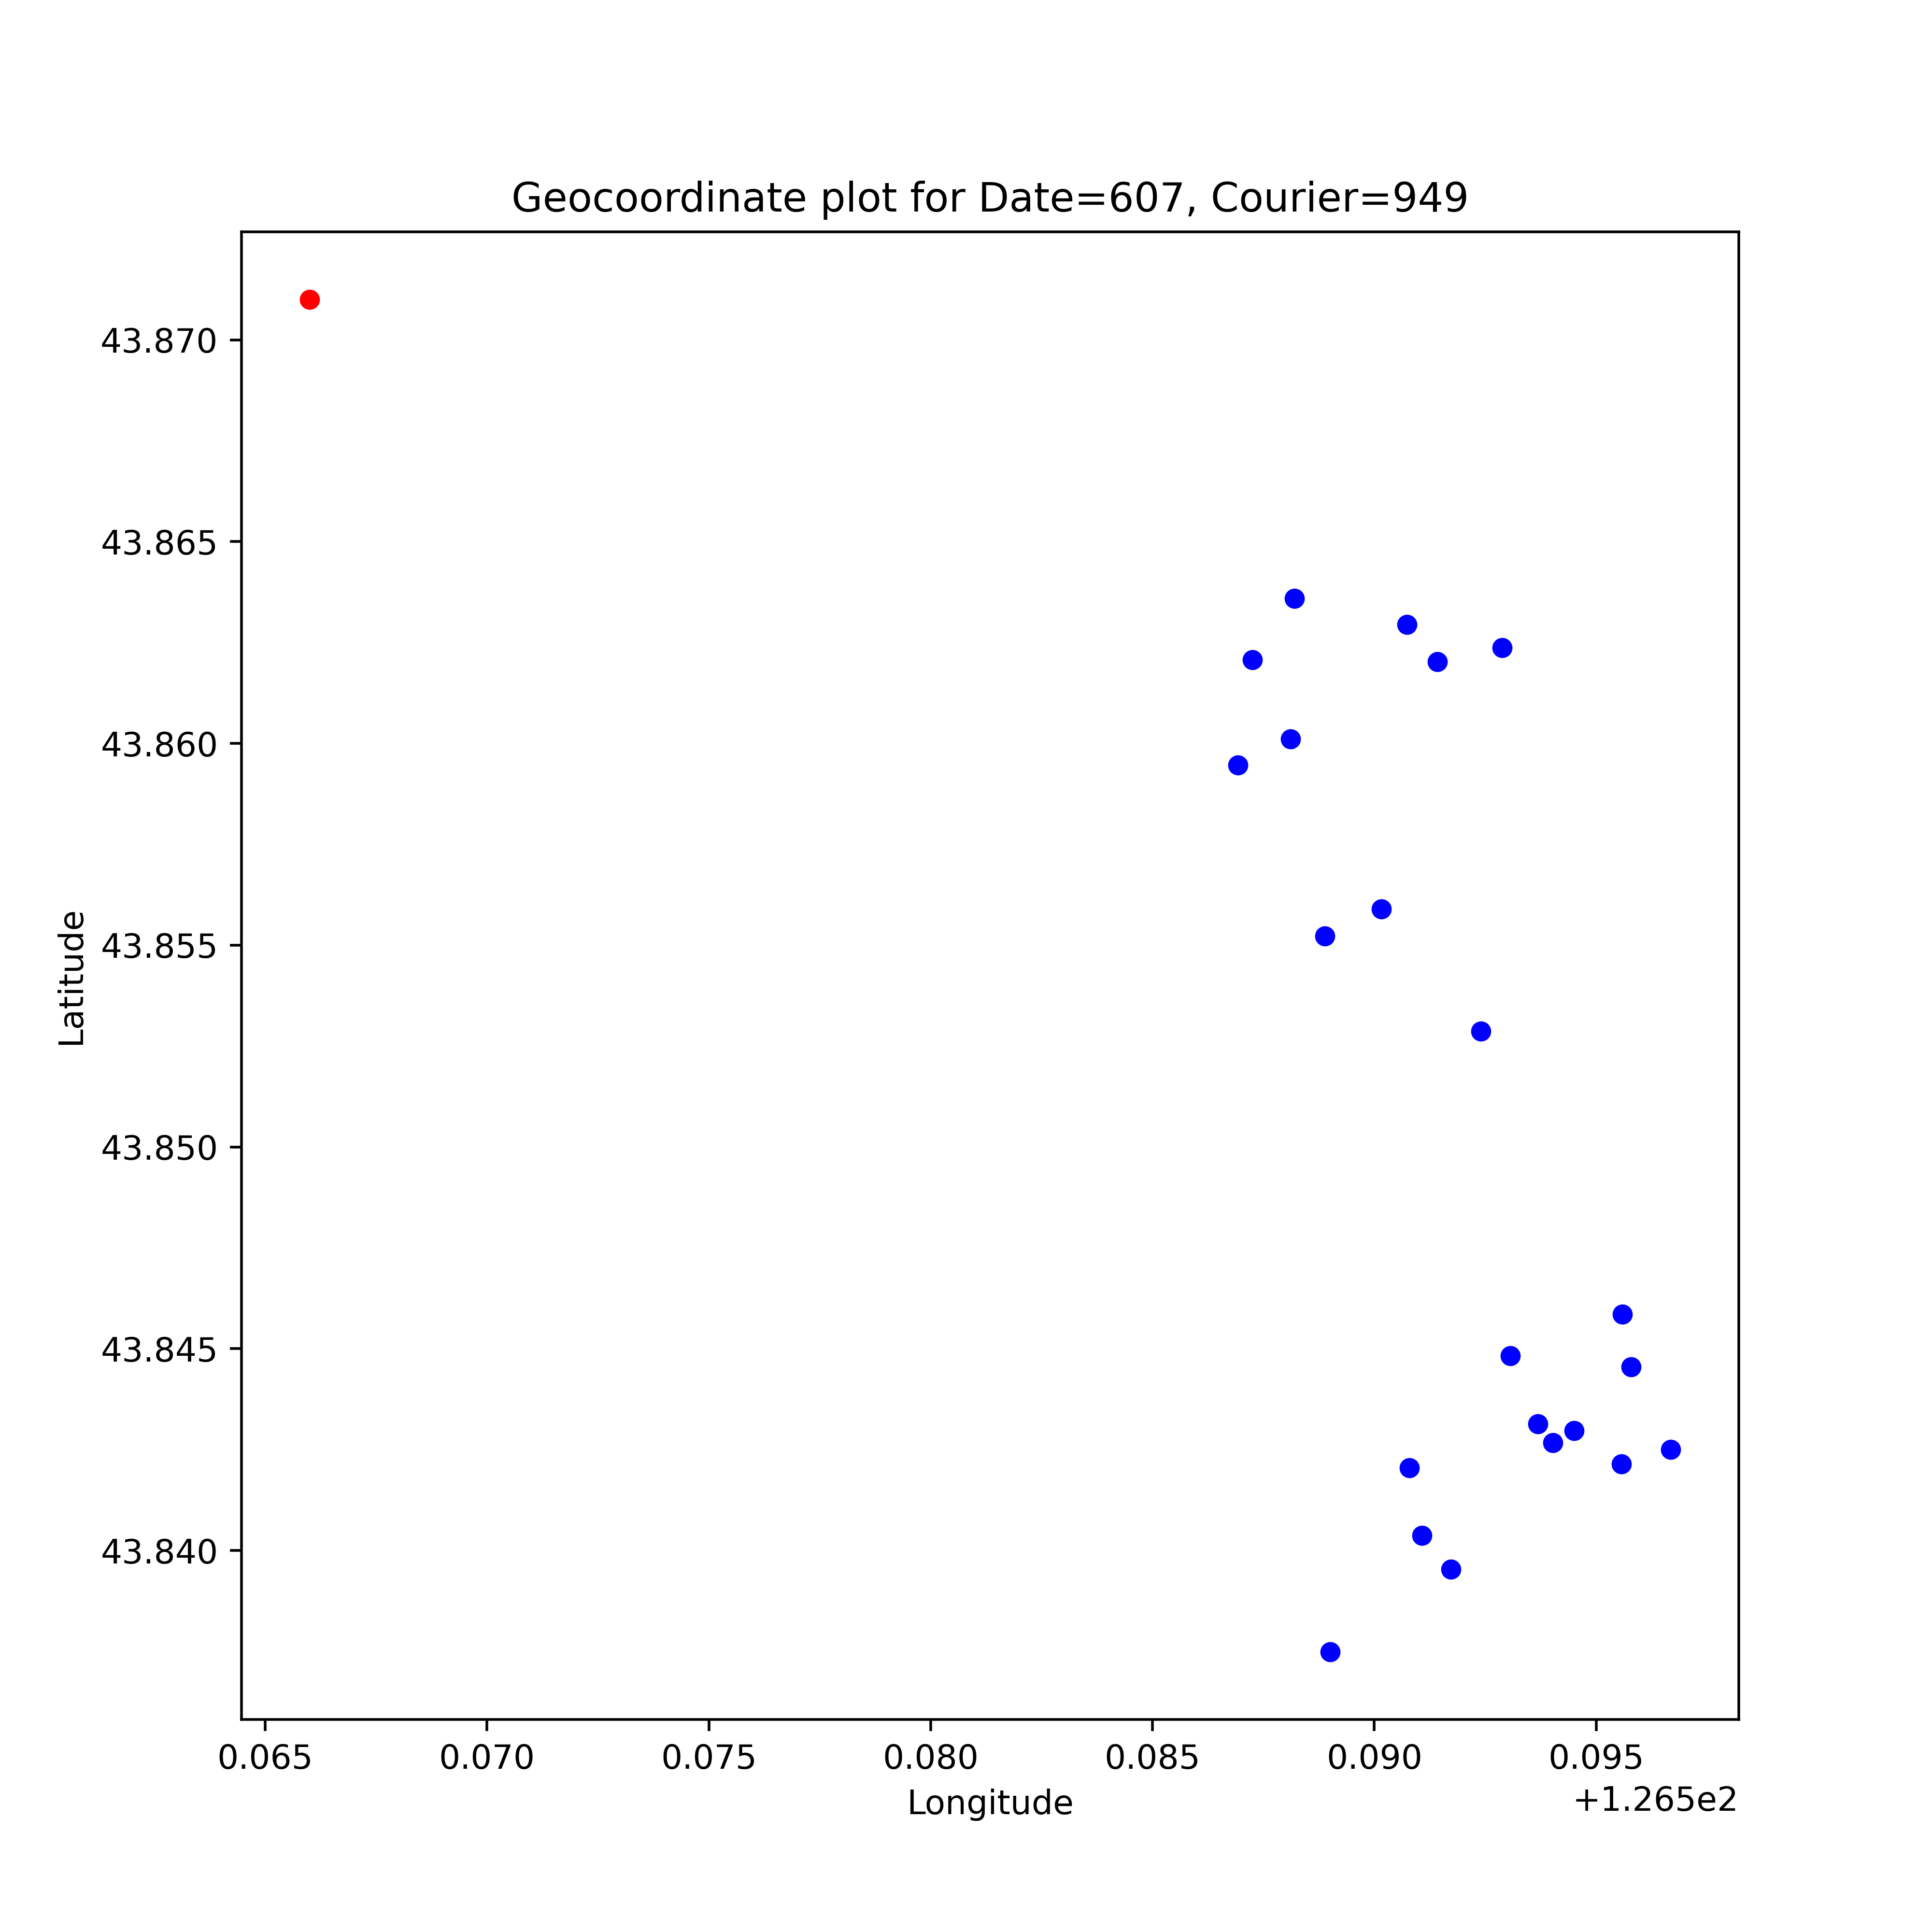 Geocoordinate plot for Date=607, Courier=949
43.870
43.865
43.860
43.855
43.850
43.845
43.840
Latitude
0.065 0.070 0.075 0.080 0.085 0.090 0.095
Longitude
+1.265e2